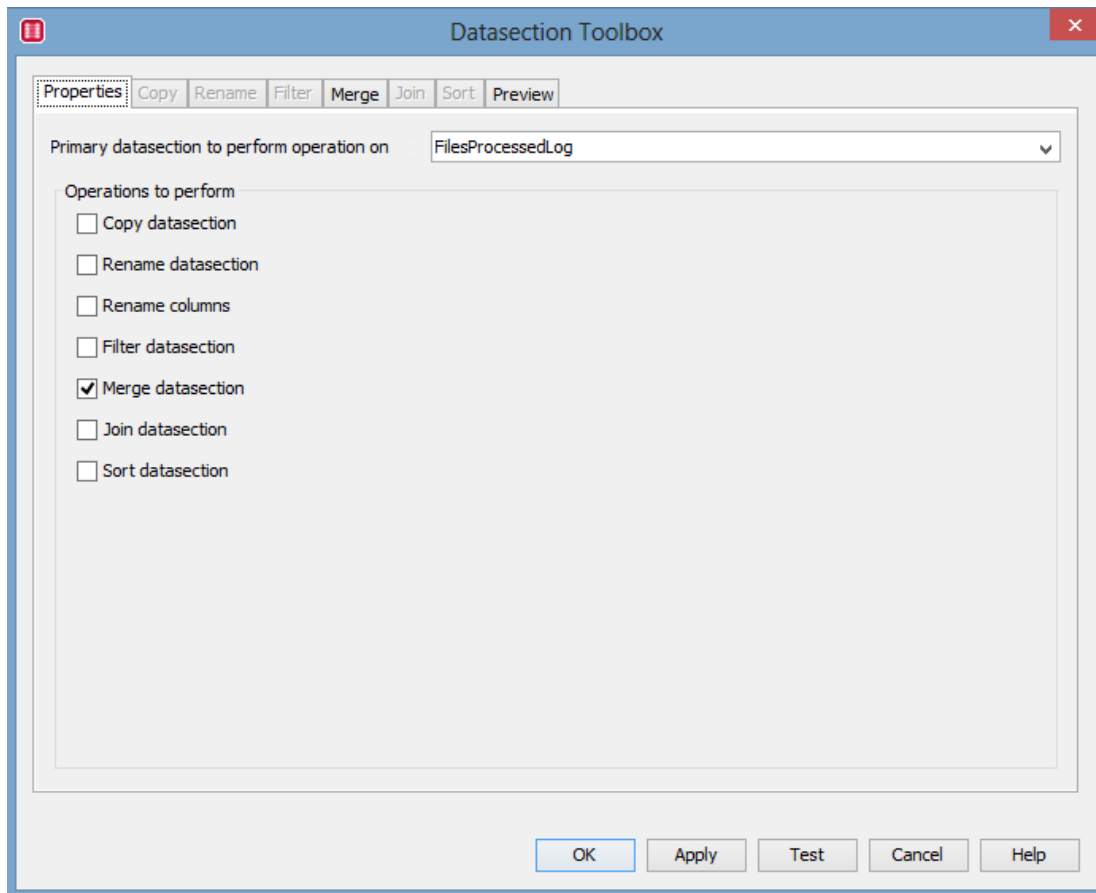 Datasection Toolbox
Properties Copy Rename Filter Merge Join Sort Preview
Primary datasection to perform operation on FilesProcessedLog
Operations to perform
Copy datasection
Rename datasection
Rename columns
Filter datasection
Merge datasection
Join datasection
Sort datasection
OK Apply Test Cancel Help